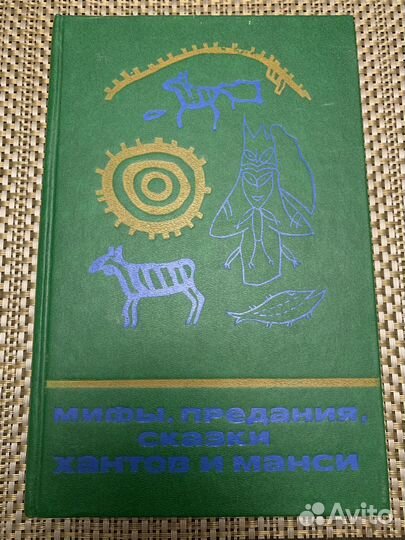 мифы, предания,
сказки
хантов и манси
Avito